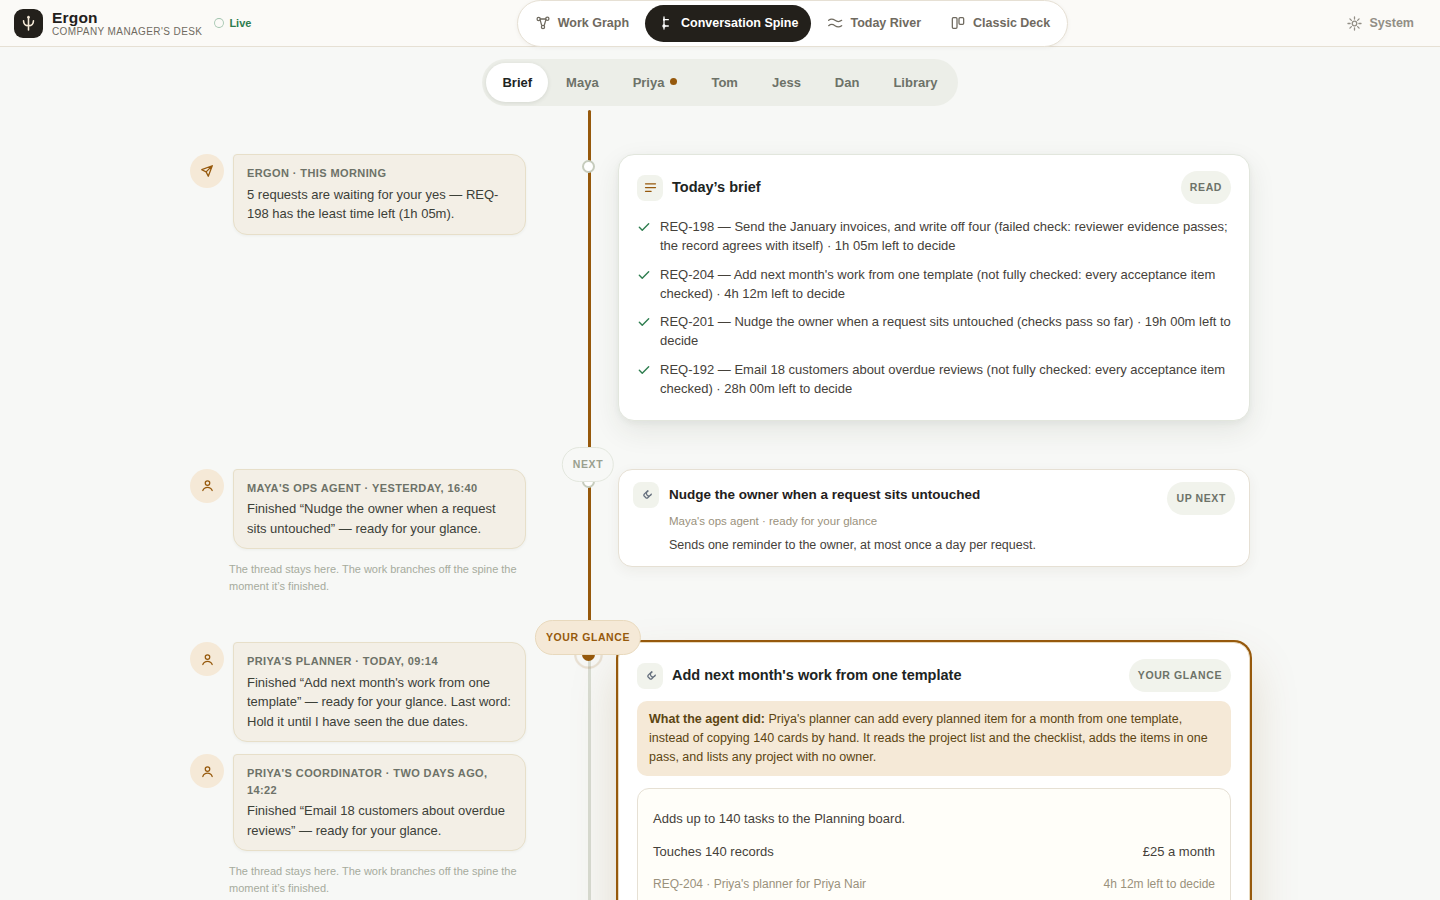 Ergon
COMPANY MANAGER'S DESK
Live
Work Graph
Conversation Spine
Today River
Classic Deck
System
Brief
Maya
Priya
Tom
Jess
Dan
Library
ERGON · THIS MORNING
5 requests are waiting for your yes — REQ-
198 has the least time left (1h 05m).
Today’s brief
READ
REQ-198 — Send the January invoices, and write off four (failed check: reviewer evidence passes;
the record agrees with itself) · 1h 05m left to decide
REQ-204 — Add next month's work from one template (not fully checked: every acceptance item
checked) · 4h 12m left to decide
REQ-201 — Nudge the owner when a request sits untouched (checks pass so far) · 19h 00m left to
decide
REQ-192 — Email 18 customers about overdue reviews (not fully checked: every acceptance item
checked) · 28h 00m left to decide
NEXT
MAYA'S OPS AGENT · YESTERDAY, 16:40
Finished “Nudge the owner when a request
sits untouched” — ready for your glance.
The thread stays here. The work branches off the spine the
moment it's finished.
Nudge the owner when a request sits untouched
UP NEXT
Maya's ops agent · ready for your glance
Sends one reminder to the owner, at most once a day per request.
YOUR GLANCE
PRIYA'S PLANNER · TODAY, 09:14
Finished “Add next month's work from one
template” — ready for your glance. Last word:
Hold it until I have seen the due dates.
PRIYA'S COORDINATOR · TWO DAYS AGO,
14:22
Finished “Email 18 customers about overdue
reviews” — ready for your glance.
The thread stays here. The work branches off the spine the
moment it's finished.
Add next month's work from one template
YOUR GLANCE
What the agent did: Priya's planner can add every planned item for a month from one template,
instead of copying 140 cards by hand. It reads the project list and the checklist, adds the items in one
pass, and lists any project with no owner.
Adds up to 140 tasks to the Planning board.
Touches 140 records
£25 a month
REQ-204 · Priya's planner for Priya Nair
4h 12m left to decide